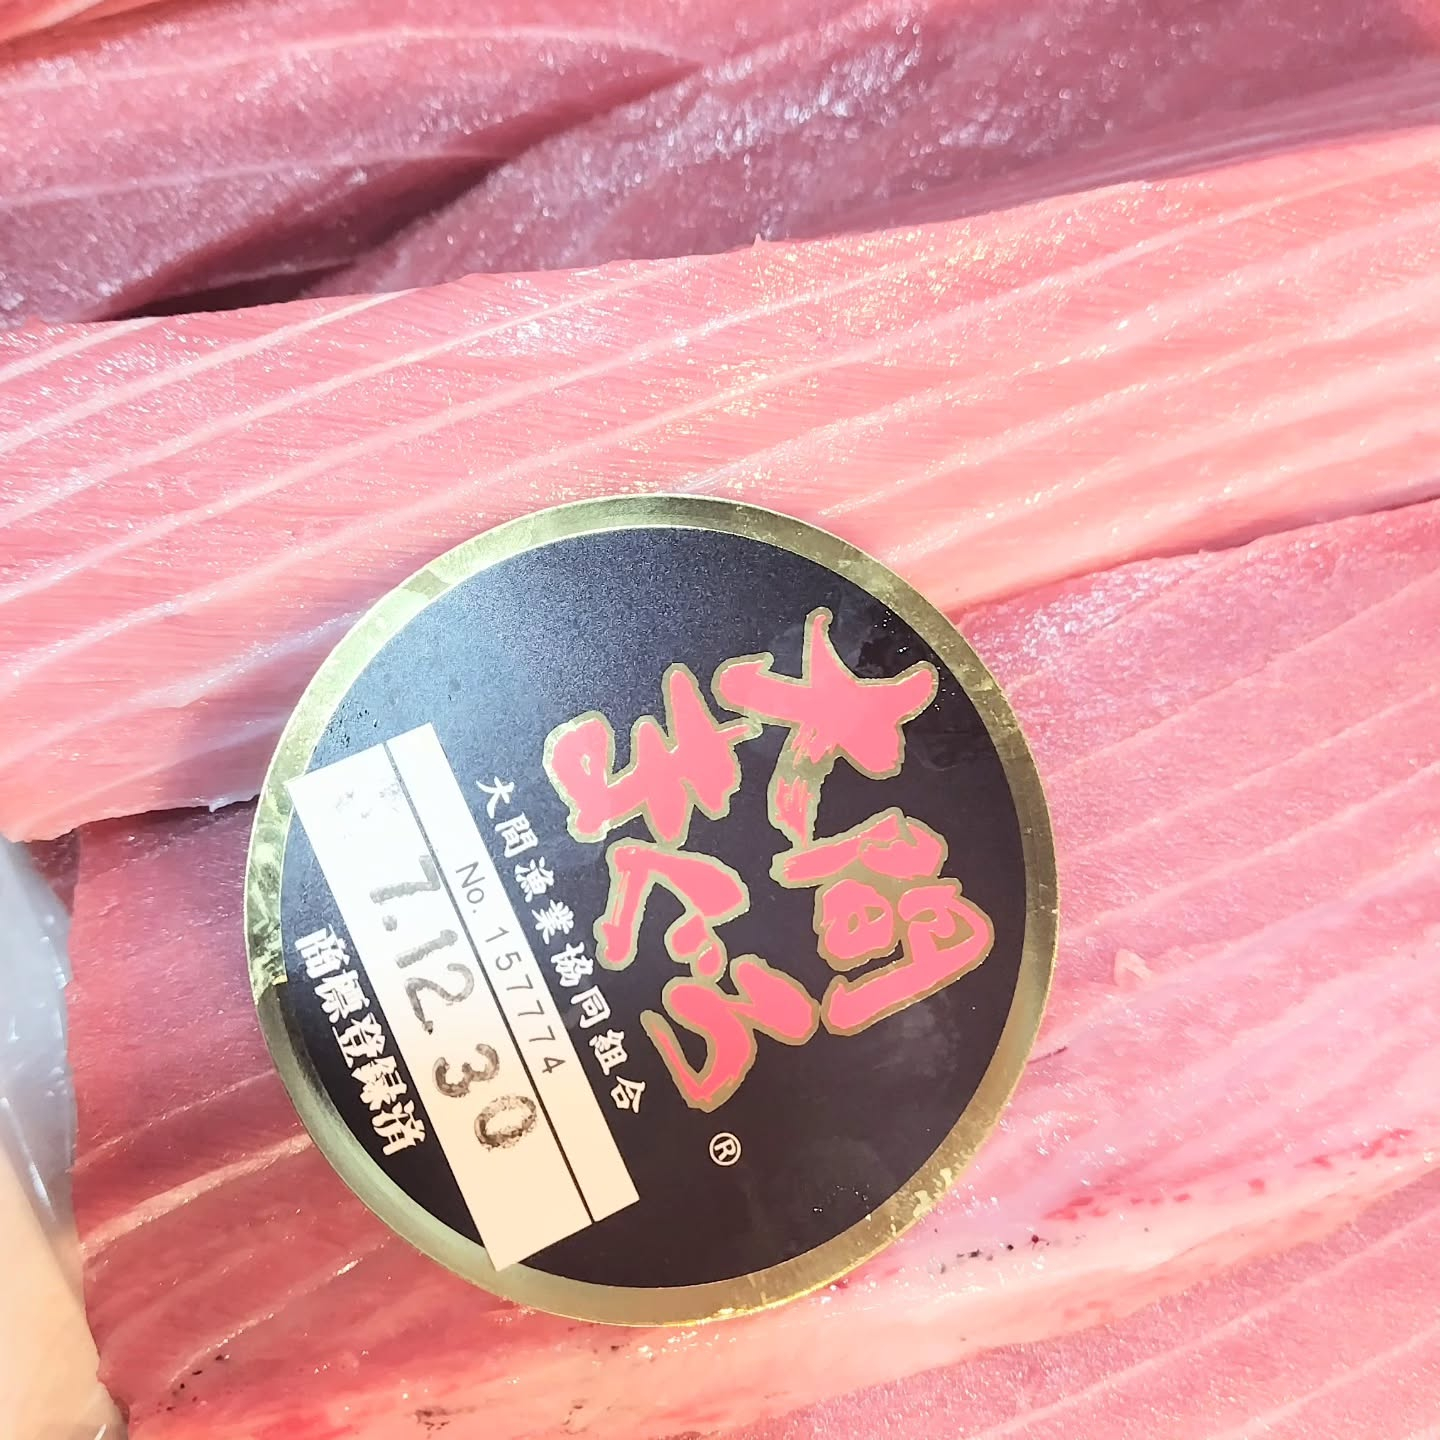 大間
まぐろ
®
大間漁業協同組合
No. 157774
7.12.30
商標登録済